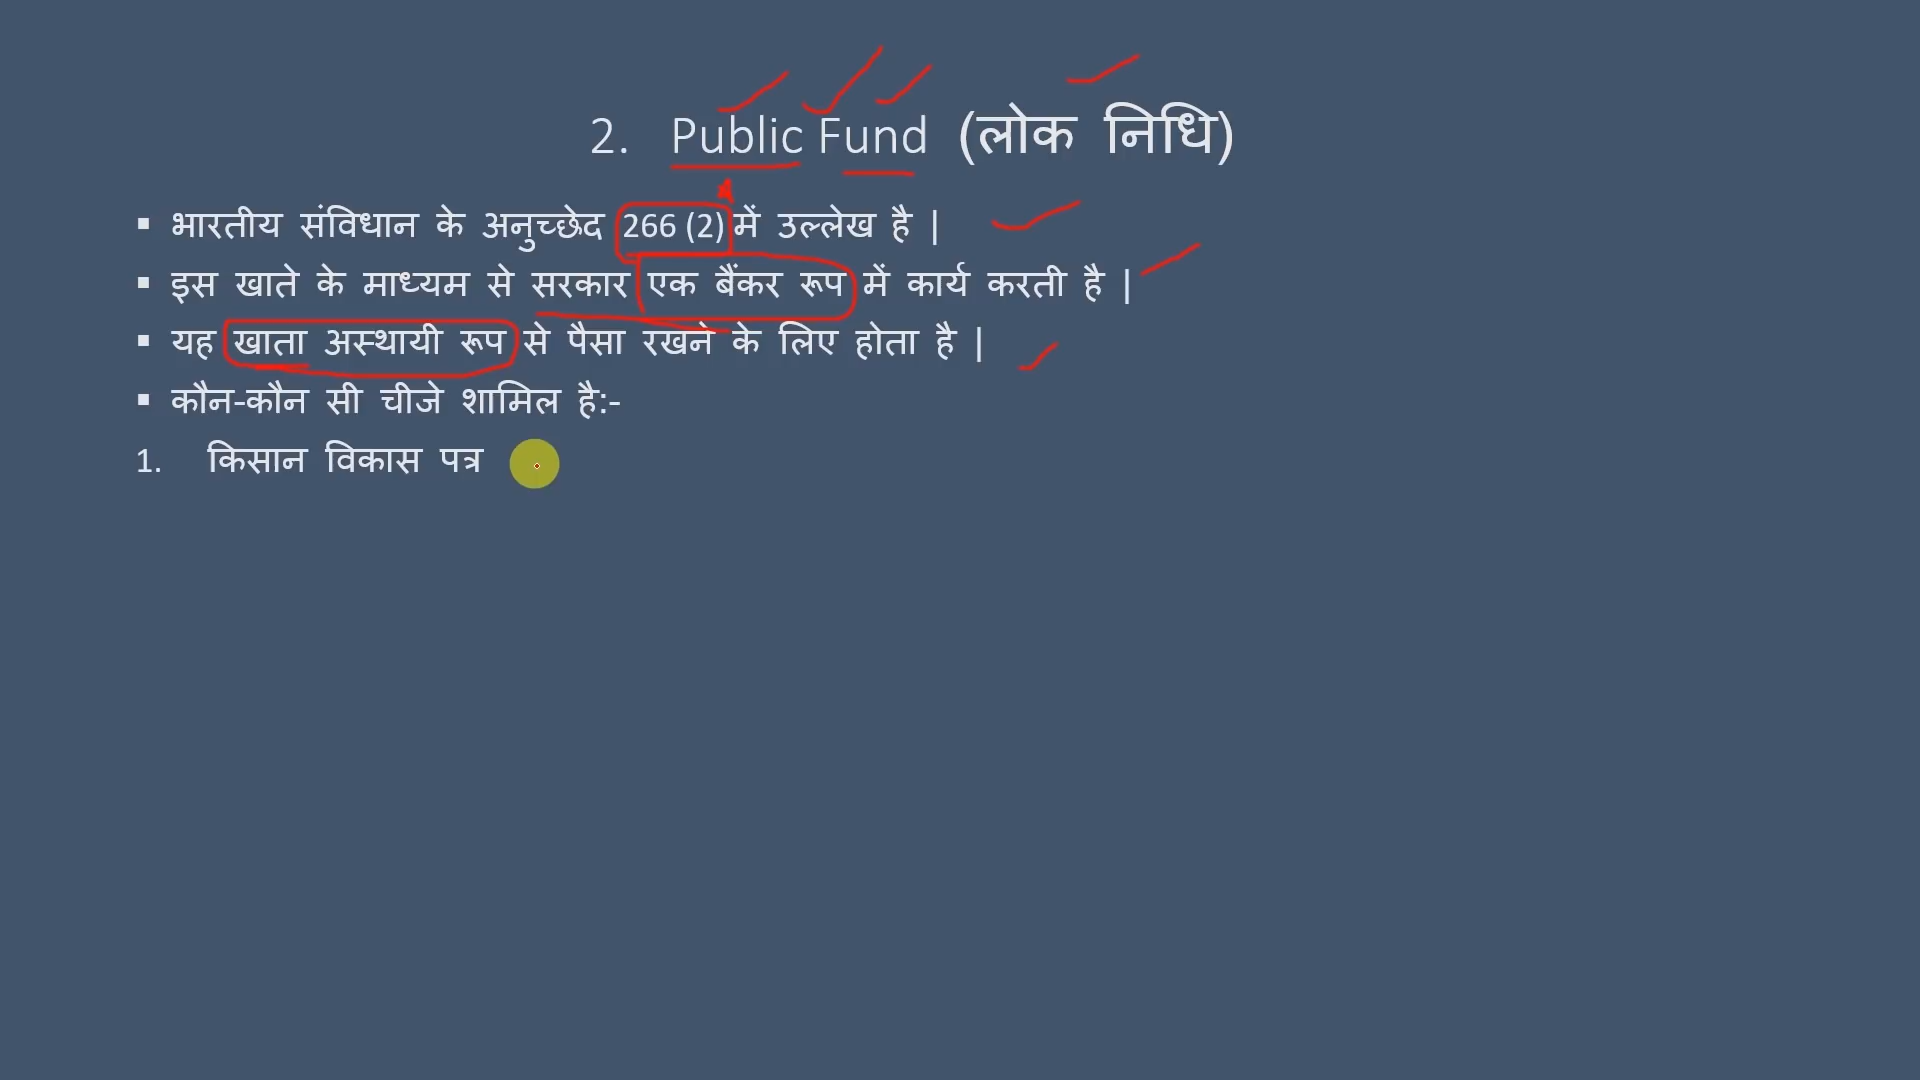 2. Public Fund (लोक निधि)
▪ भारतीय संविधान के अनुच्छेद 266 (2) में उल्लेख है |
▪ इस खाते के माध्यम से सरकार एक बैंकर रूप में कार्य करती है |
▪ यह खाता अस्थायी रूप से पैसा रखने के लिए होता है |
▪ कौन-कौन सी चीजे शामिल है:-
1. किसान विकास पत्र